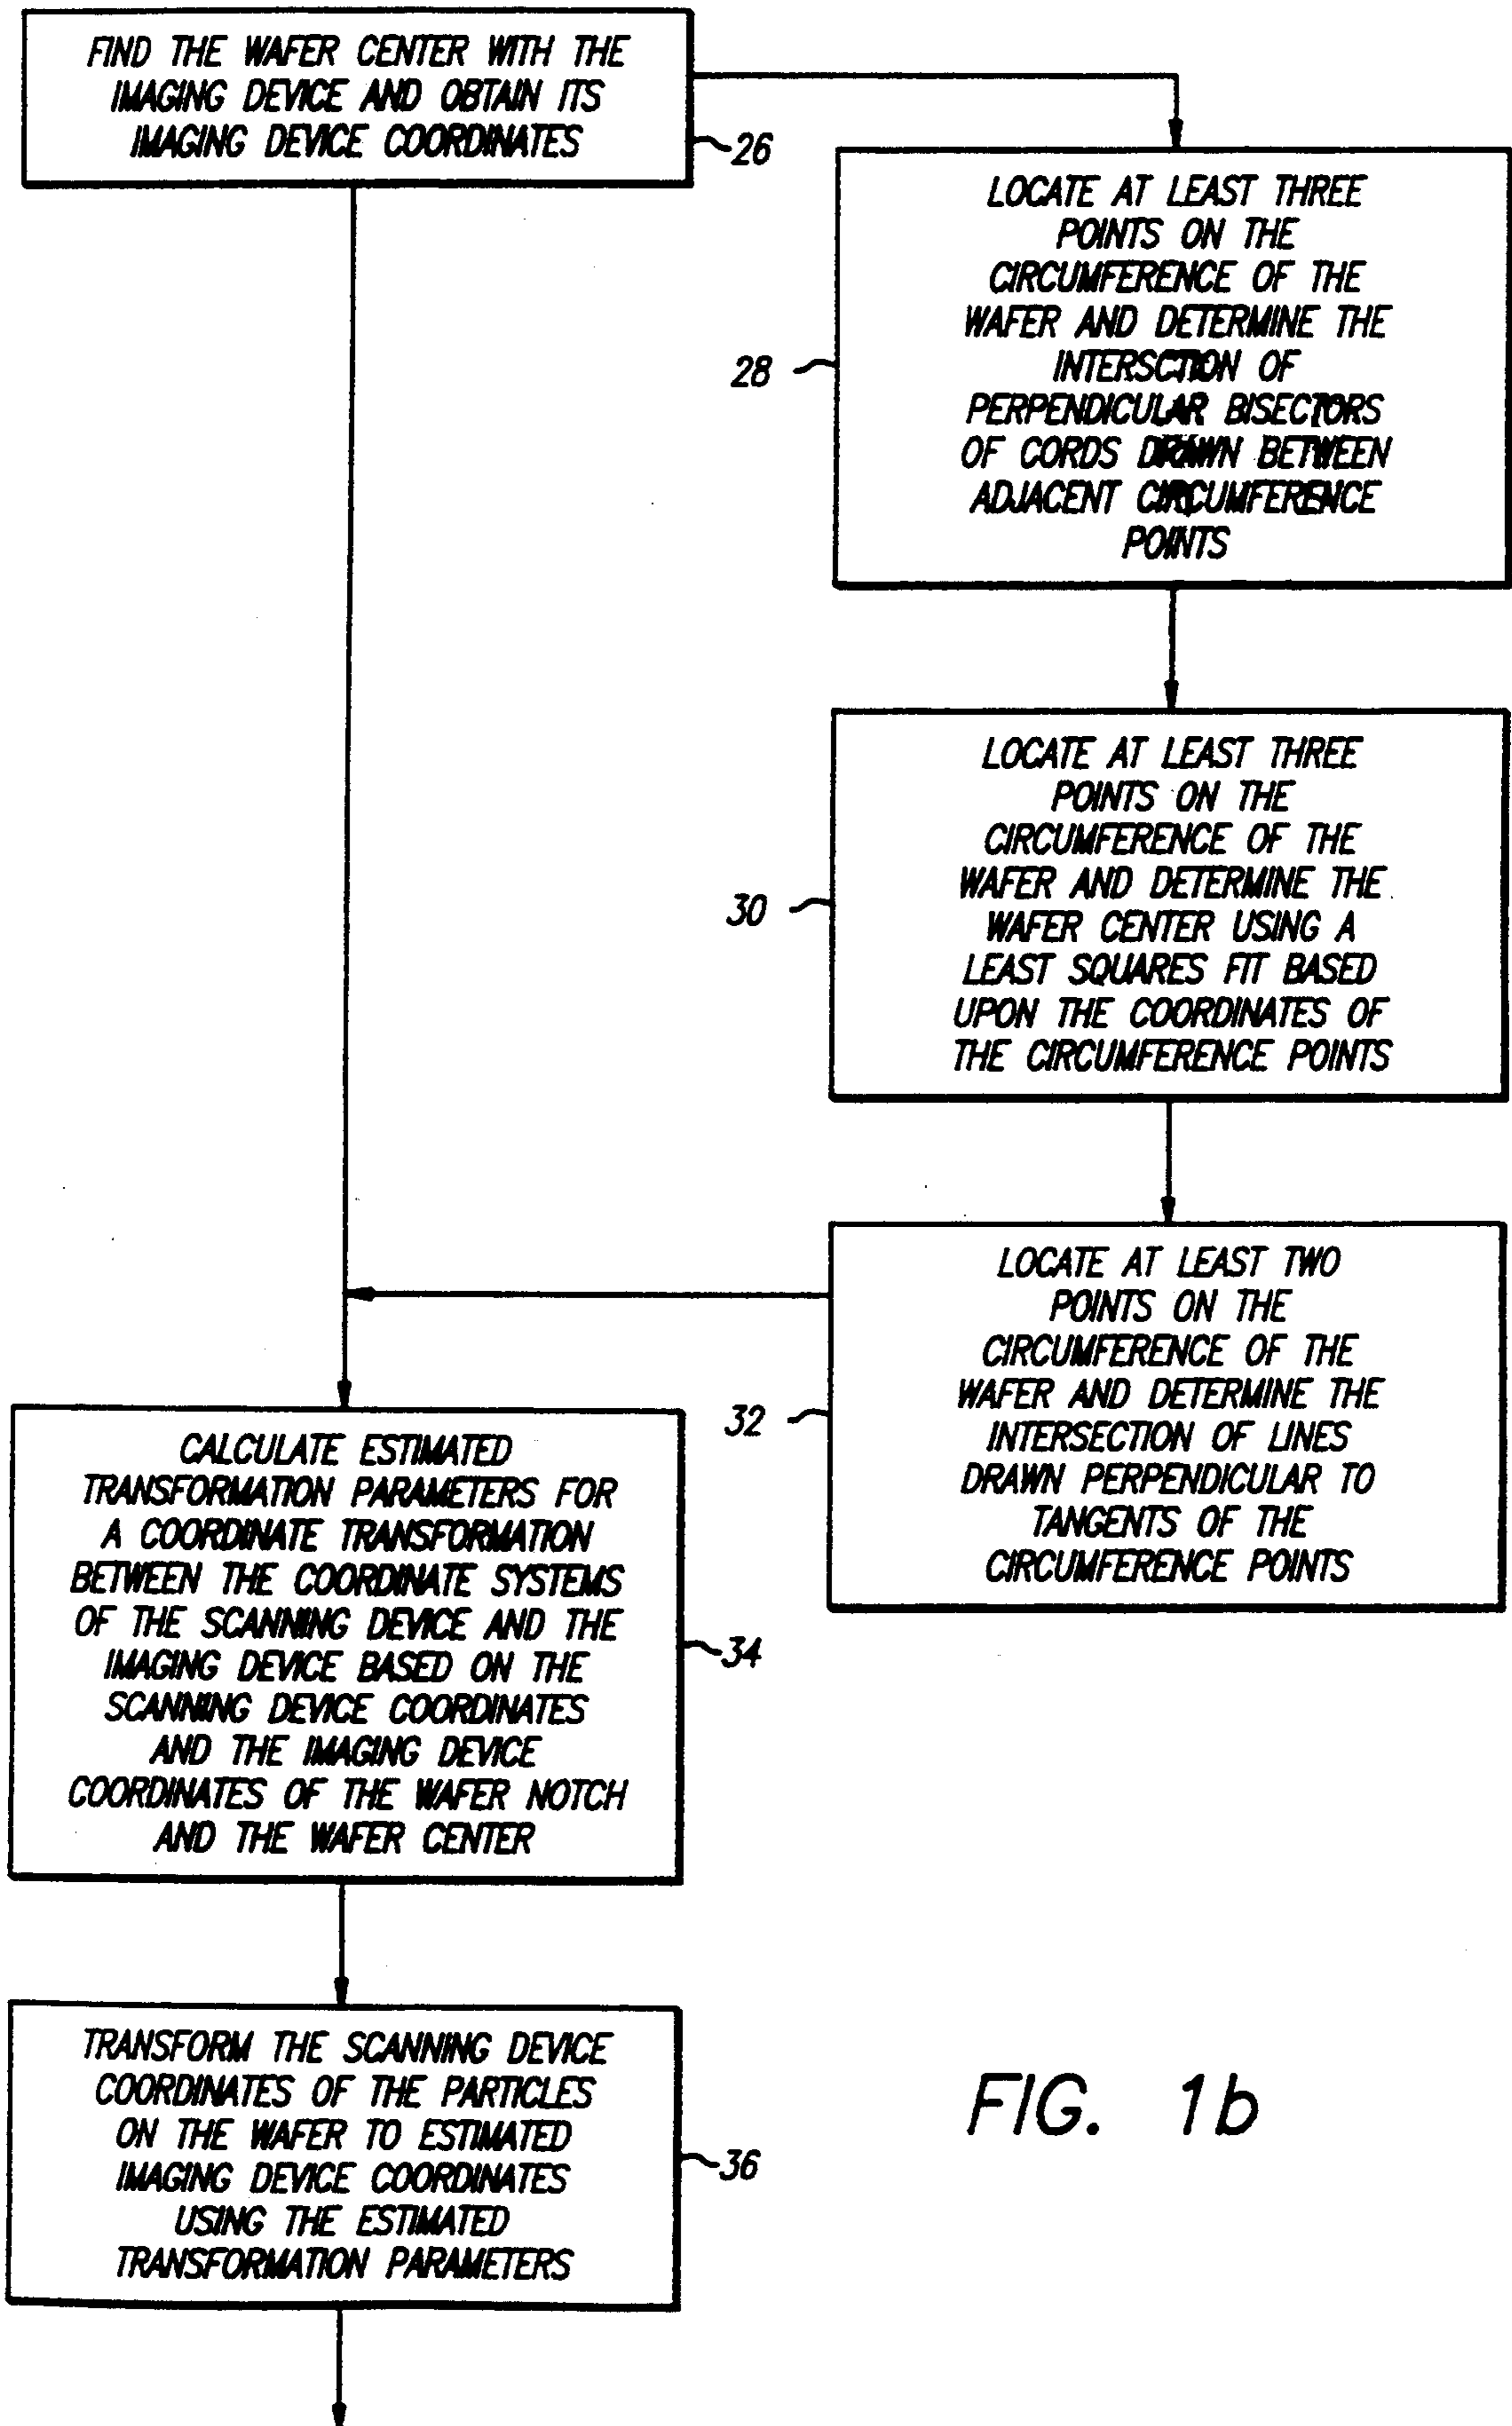 FIND THE WAFER CENTER WITH THE
IMAGING DEVICE AND OBTAIN ITS
IMAGING DEVICE COORDINATES
26
LOCATE AT LEAST THREE
POINTS ON THE
CIRCUMFERENCE OF THE
WAFER AND DETERMINE THE
INTERSCTION OF
PERPENDICULAR BISECTORS
OF CORDS DRAWN BETWEEN
ADJACENT CIRCUMFERENCE
POINTS
28
LOCATE AT LEAST THREE
POINTS ON THE
CIRCUMFERENCE OF THE
WAFER AND DETERMINE THE
WAFER CENTER USING A
LEAST SQUARES FIT BASED
UPON THE COORDINATES OF
THE CIRCUMFERENCE POINTS
30
LOCATE AT LEAST TWO
POINTS ON THE
CIRCUMFERENCE OF THE
WAFER AND DETERMINE THE
INTERSECTION OF LINES
DRAWN PERPENDICULAR TO
TANGENTS OF THE
CIRCUMFERENCE POINTS
32
CALCULATE ESTIMATED
TRANSFORMATION PARAMETERS FOR
A COORDINATE TRANSFORMATION
BETWEEN THE COORDINATE SYSTEMS
OF THE SCANNING DEVICE AND THE
IMAGING DEVICE BASED ON THE
SCANNING DEVICE COORDINATES
AND THE IMAGING DEVICE
COORDINATES OF THE WAFER NOTCH
AND THE WAFER CENTER
34
TRANSFORM THE SCANNING DEVICE
COORDINATES OF THE PARTICLES
ON THE WAFER TO ESTIMATED
IMAGING DEVICE COORDINATES
USING THE ESTIMATED
TRANSFORMATION PARAMETERS
36
FIG. 1b